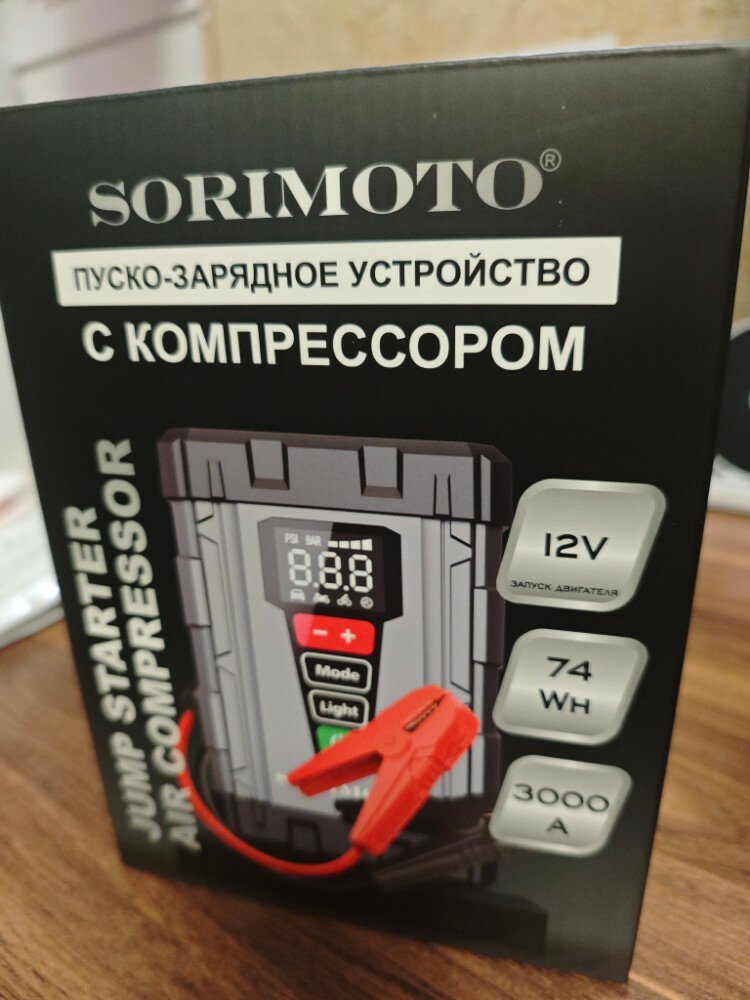 SORIMOTO®
ПУСКО-ЗАРЯДНОЕ УСТРОЙСТВО
С КОМПРЕССОРОМ
JUMP STARTER
AIR COMPRESSOR
PSI BAR
8.8.8
- +
Mode
Light
12V
ЗАПУСК ДВИГАТЕЛЯ
74
WH
3000
A